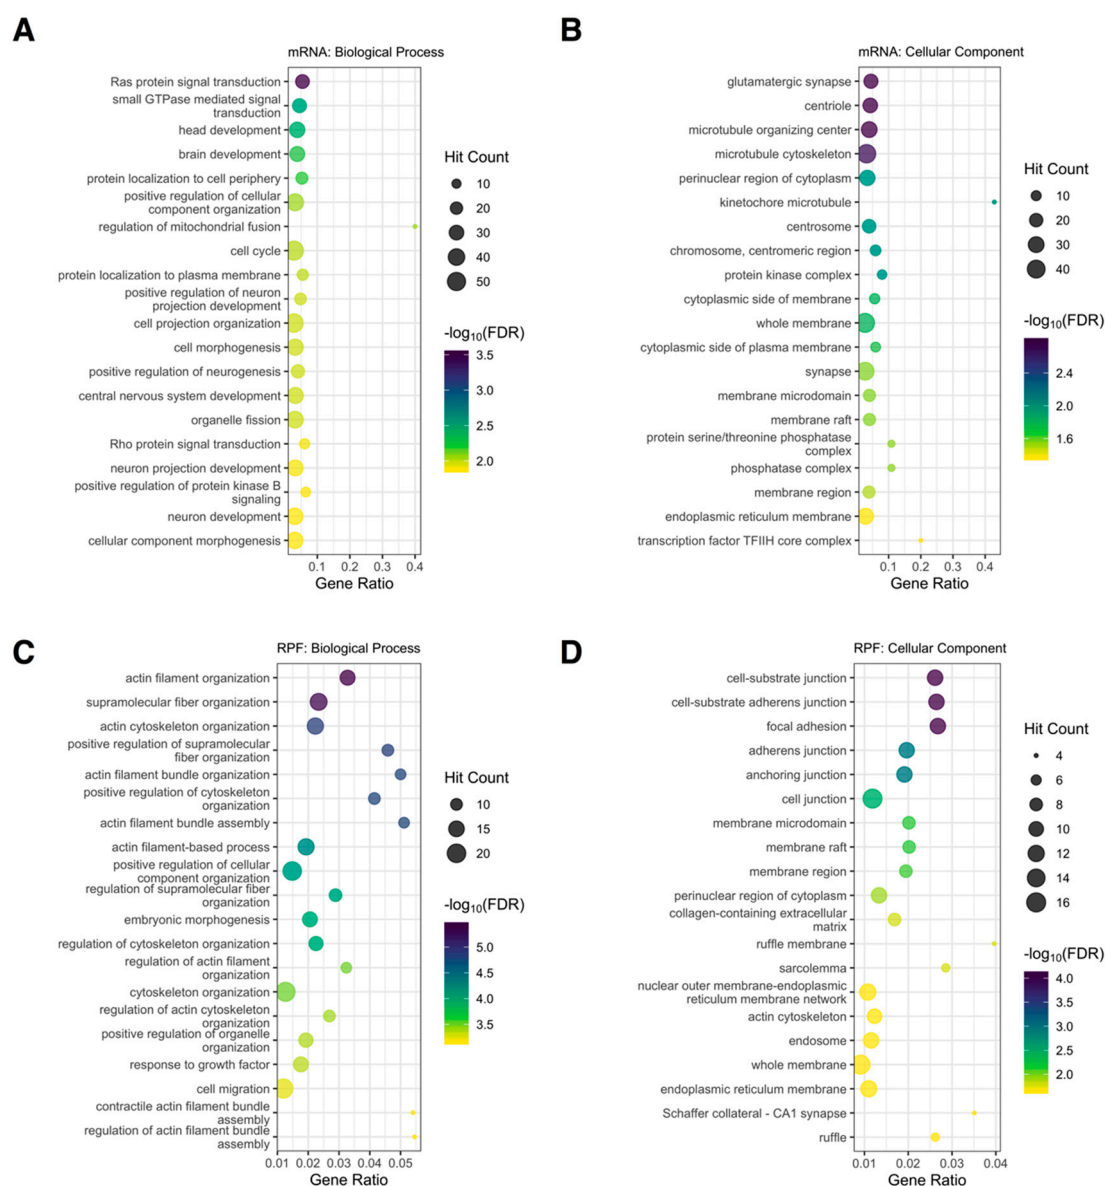 A
mRNA: Biological Process
Ras protein signal transduction
small GTPase mediated signal
transduction
head development
brain development
protein localization to cell periphery
positive regulation of cellular
component organization
regulation of mitochondrial fusion
cell cycle
protein localization to plasma membrane
positive regulation of neuron
projection development
cell projection organization
cell morphogenesis
positive regulation of neurogenesis
central nervous system development
organelle fission
Rho protein signal transduction
neuron projection development
positive regulation of protein kinase B
signaling
neuron development
cellular component morphogenesis
0.1 0.2 0.3 0.4
Gene Ratio
Hit Count
10
20
30
40
50
-log10(FDR)
3.5
3.0
2.5
2.0
B
mRNA: Cellular Component
glutamatergic synapse
centriole
microtubule organizing center
microtubule cytoskeleton
perinuclear region of cytoplasm
kinetochore microtubule
centrosome
chromosome, centromeric region
protein kinase complex
cytoplasmic side of membrane
whole membrane
cytoplasmic side of plasma membrane
synapse
membrane microdomain
membrane raft
protein serine/threonine phosphatase
complex
phosphatase complex
membrane region
endoplasmic reticulum membrane
transcription factor TFIIH core complex
0.1 0.2 0.3 0.4
Gene Ratio
Hit Count
10
20
30
40
-log10(FDR)
2.4
2.0
1.6
C
RPF: Biological Process
actin filament organization
supramolecular fiber organization
actin cytoskeleton organization
positive regulation of supramolecular
fiber organization
actin filament bundle organization
positive regulation of cytoskeleton
organization
actin filament bundle assembly
actin filament-based process
positive regulation of cellular
component organization
regulation of supramolecular fiber
organization
embryonic morphogenesis
regulation of cytoskeleton organization
regulation of actin filament
organization
cytoskeleton organization
regulation of actin cytoskeleton
organization
positive regulation of organelle
organization
response to growth factor
cell migration
contractile actin filament bundle
assembly
regulation of actin filament bundle
assembly
0.01 0.02 0.03 0.04 0.05
Gene Ratio
Hit Count
10
15
20
-log10(FDR)
5.0
4.5
4.0
3.5
D
RPF: Cellular Component
cell-substrate junction
cell-substrate adherens junction
focal adhesion
adherens junction
anchoring junction
cell junction
membrane microdomain
membrane raft
membrane region
perinuclear region of cytoplasm
collagen-containing extracellular
matrix
ruffle membrane
sarcolemma
nuclear outer membrane-endoplasmic
reticulum membrane network
actin cytoskeleton
endosome
whole membrane
endoplasmic reticulum membrane
Schaffer collateral - CA1 synapse
ruffle
0.01 0.02 0.03 0.04
Gene Ratio
Hit Count
4
6
8
10
12
14
16
-log10(FDR)
4.0
3.5
3.0
2.5
2.0